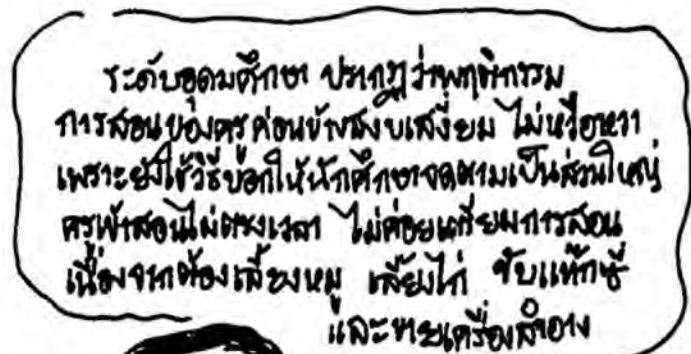 ระดับอุดมศึกษา ปรากฏว่าพฤติกรรม
การสอนของครูค่อนข้างสงบเสงี่ยม ไม่หวือหวา
เพราะยังใช้วิธีบอกให้นักศึกษาจดตามเป็นส่วนใหญ่
ครูเข้าสอนไม่ตรงเวลา ไม่ค่อยเตรียมการสอน
เนื่องจากต้องเลี้ยงหมู เลี้ยงไก่ ขับแท๊กซี่
และขายเครื่องสำอาง